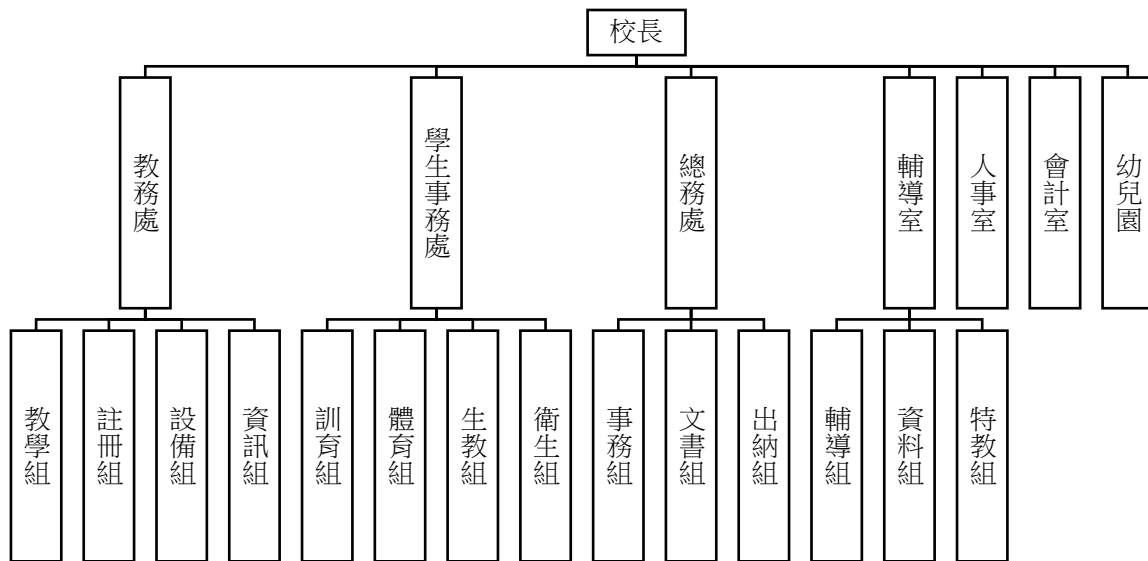 校長
教務處
學生事務處
總務處
輔導室
人事室
會計室
幼兒園
教學組
註冊組
設備組
資訊組
訓育組
體育組
生教組
衛生組
事務組
文書組
出納組
輔導組
資料組
特教組